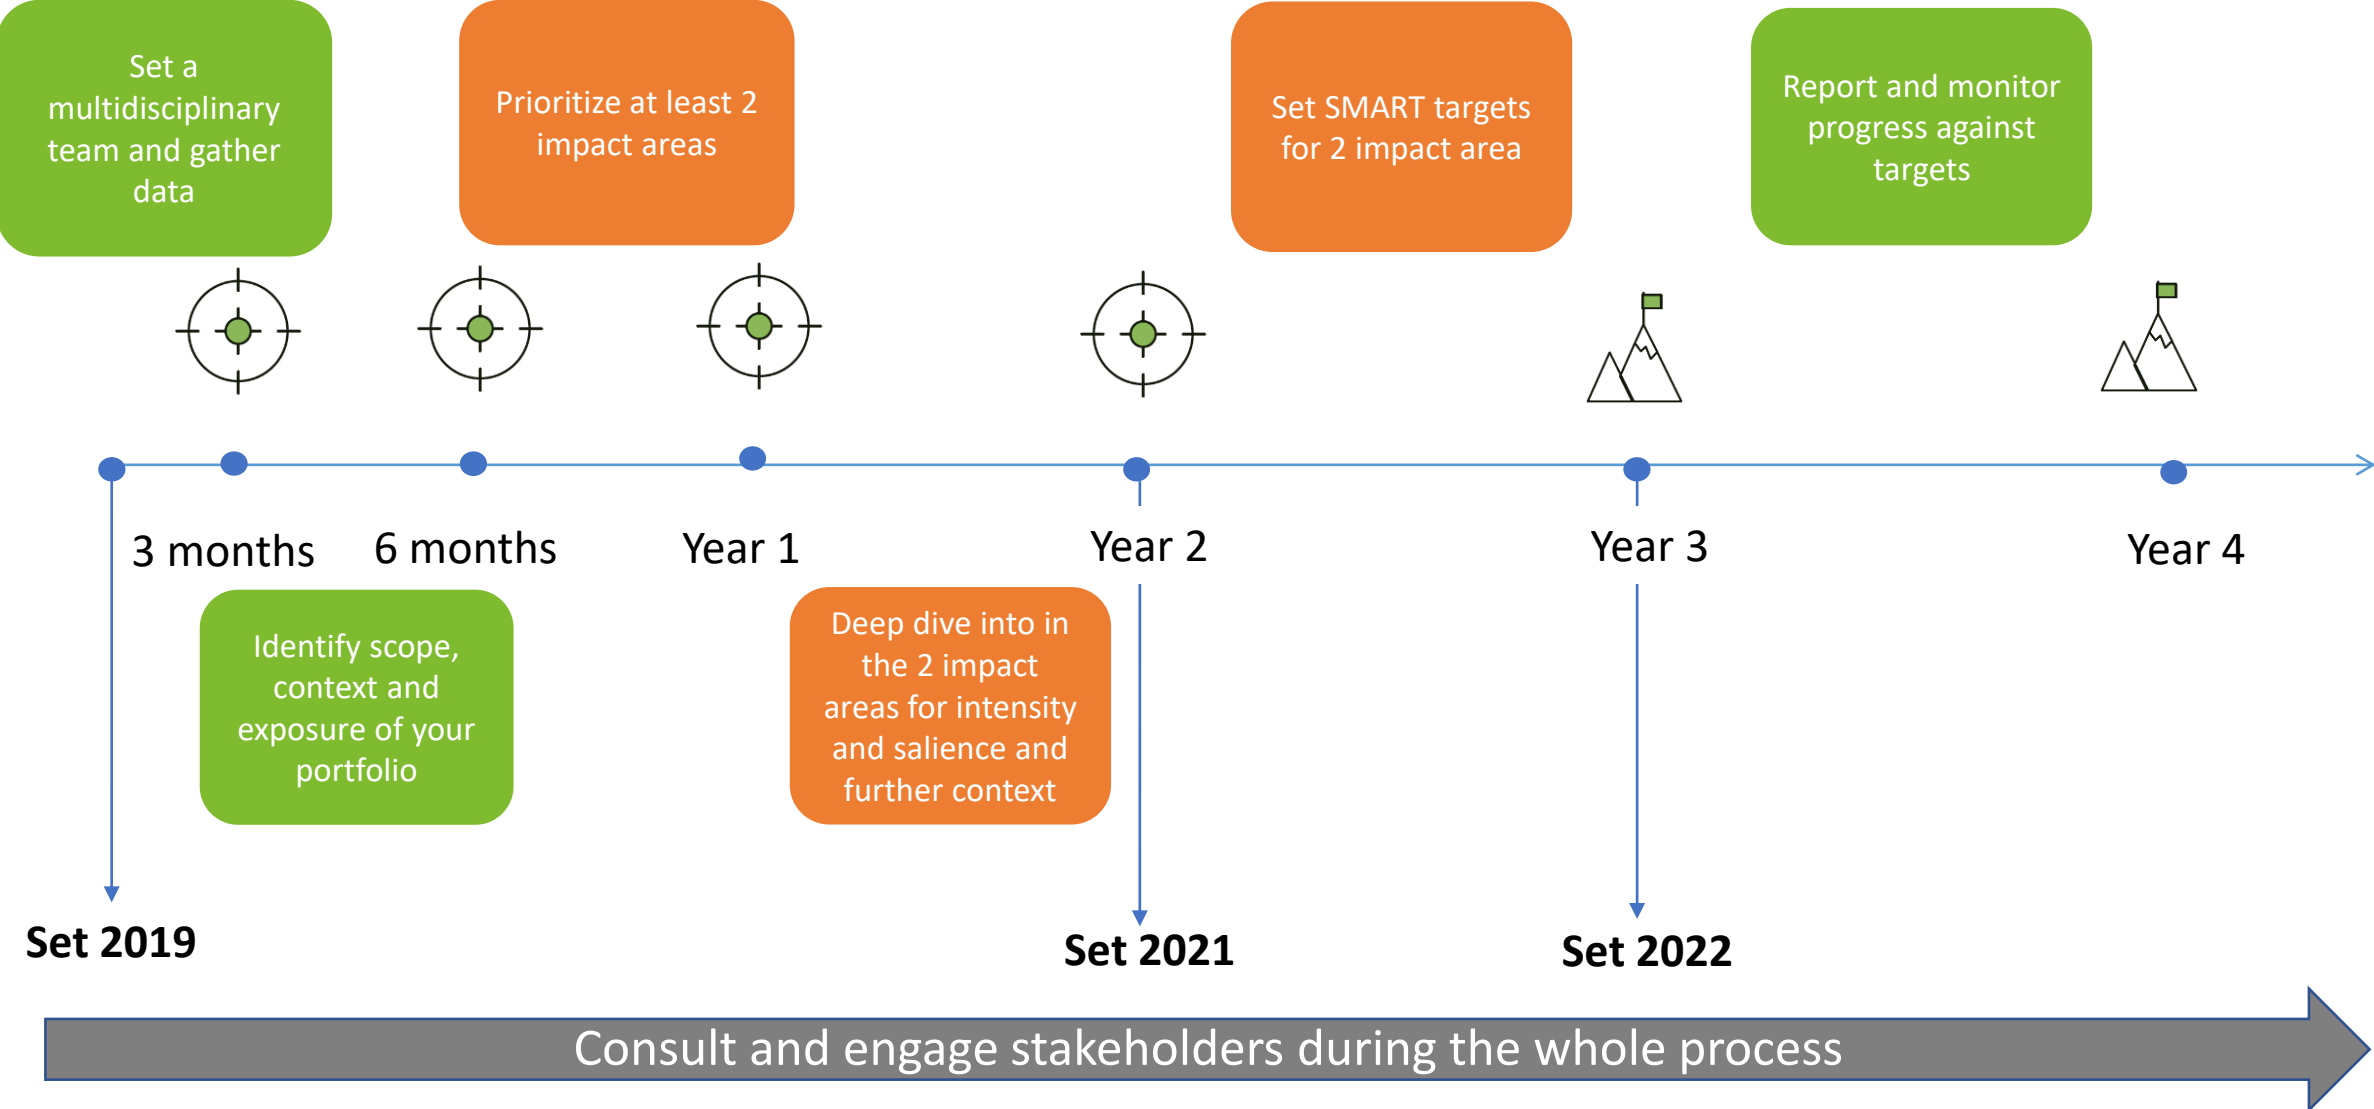 Set a
multidisciplinary
team and gather
data
Prioritize at least 2
impact areas
Set SMART targets
for 2 impact area
Report and monitor
progress against
targets
3 months
6 months
Year 1
Year 2
Year 3
Year 4
Identify scope,
context and
exposure of your
portfolio
Deep dive into in
the 2 impact
areas for intensity
and salience and
further context
Set 2019
Set 2021
Set 2022
Consult and engage stakeholders during the whole process